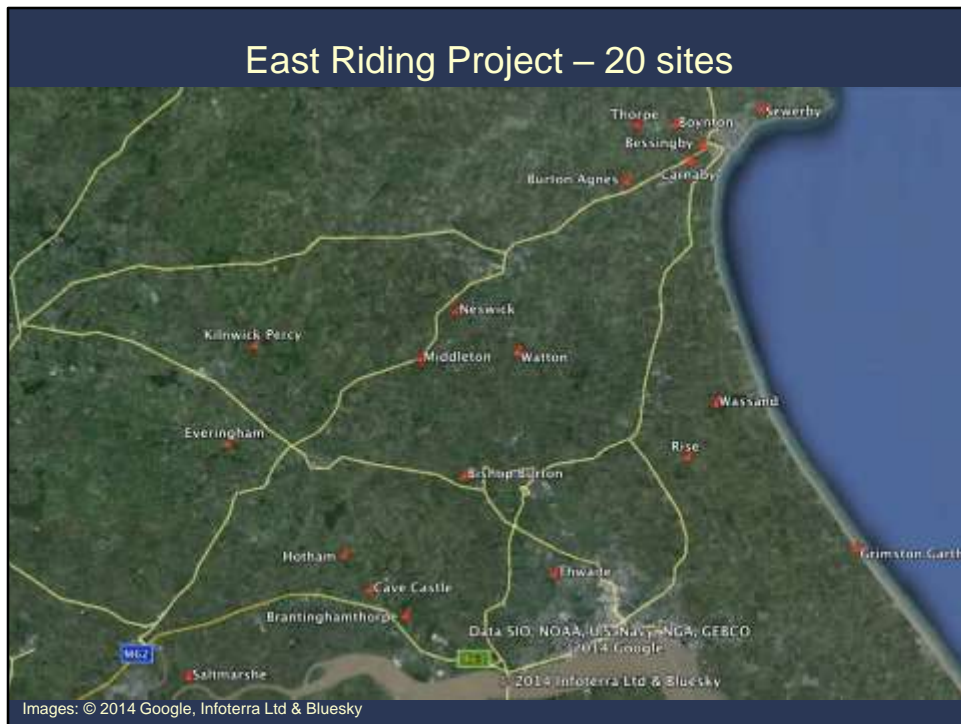 East Riding Project – 20 sites
Thorpe
Boynton
Sewerby
Bessingby
Carnaby
Burton Agnes
Neswick
Kilnwick Percy
Middleton
Watton
Wassand
Everingham
Rise
Bishop Burton
Grimston Garth
Hotham
Thwaite
Cave Castle
Brantinghamthorpe
Data SIO, NOAA, U.S. Navy, NGA, GEBCO
© 2014 Google
M62
© 2014 Infoterra Ltd & Bluesky
Saltmarshe
Images: © 2014 Google, Infoterra Ltd & Bluesky